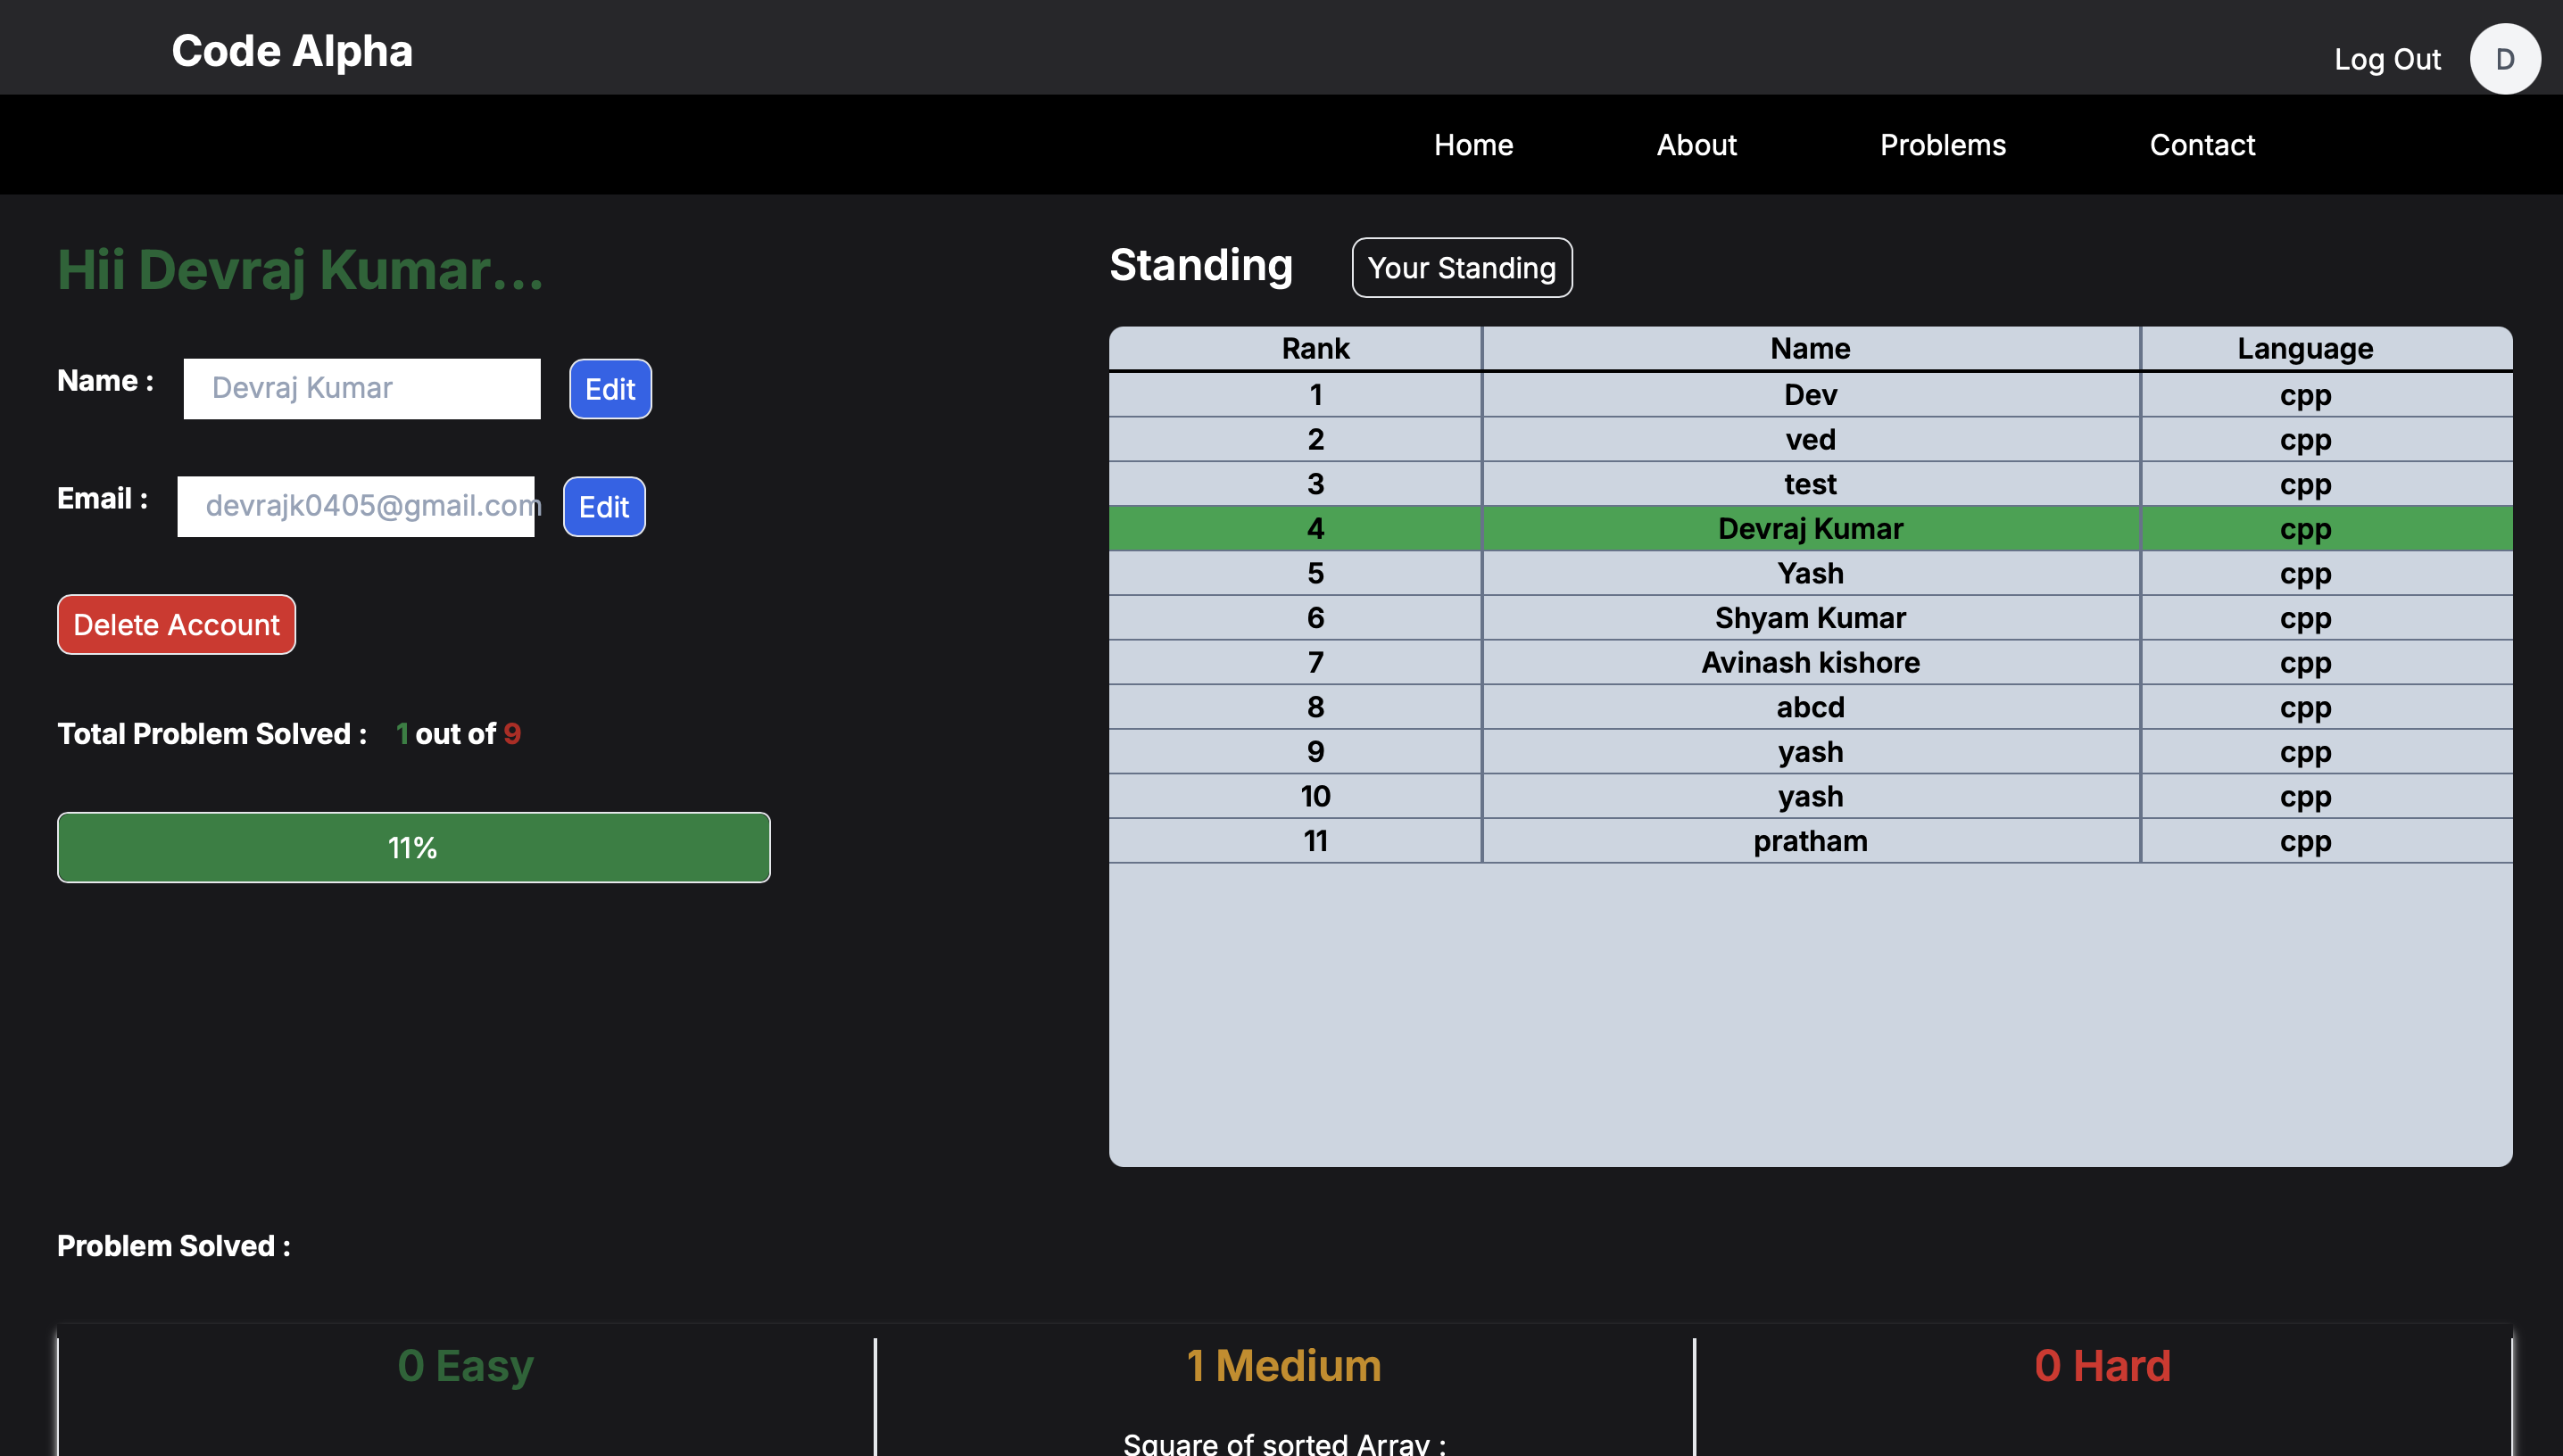 Code Alpha
Log Out
D
Home About Problems Contact
Hii Devraj Kumar...
Name :
Devraj Kumar
Edit
Email :
devrajk0405@gmail.com
Edit
Delete Account
Total Problem Solved : 1 out of 9
11%
Standing
Your Standing
Rank Name Language
1 Dev cpp
2 ved cpp
3 test cpp
4 Devraj Kumar cpp
5 Yash cpp
6 Shyam Kumar cpp
7 Avinash kishore cpp
8 abcd cpp
9 yash cpp
10 yash cpp
11 pratham cpp
Problem Solved :
0 Easy
1 Medium
Square of sorted Array :
0 Hard